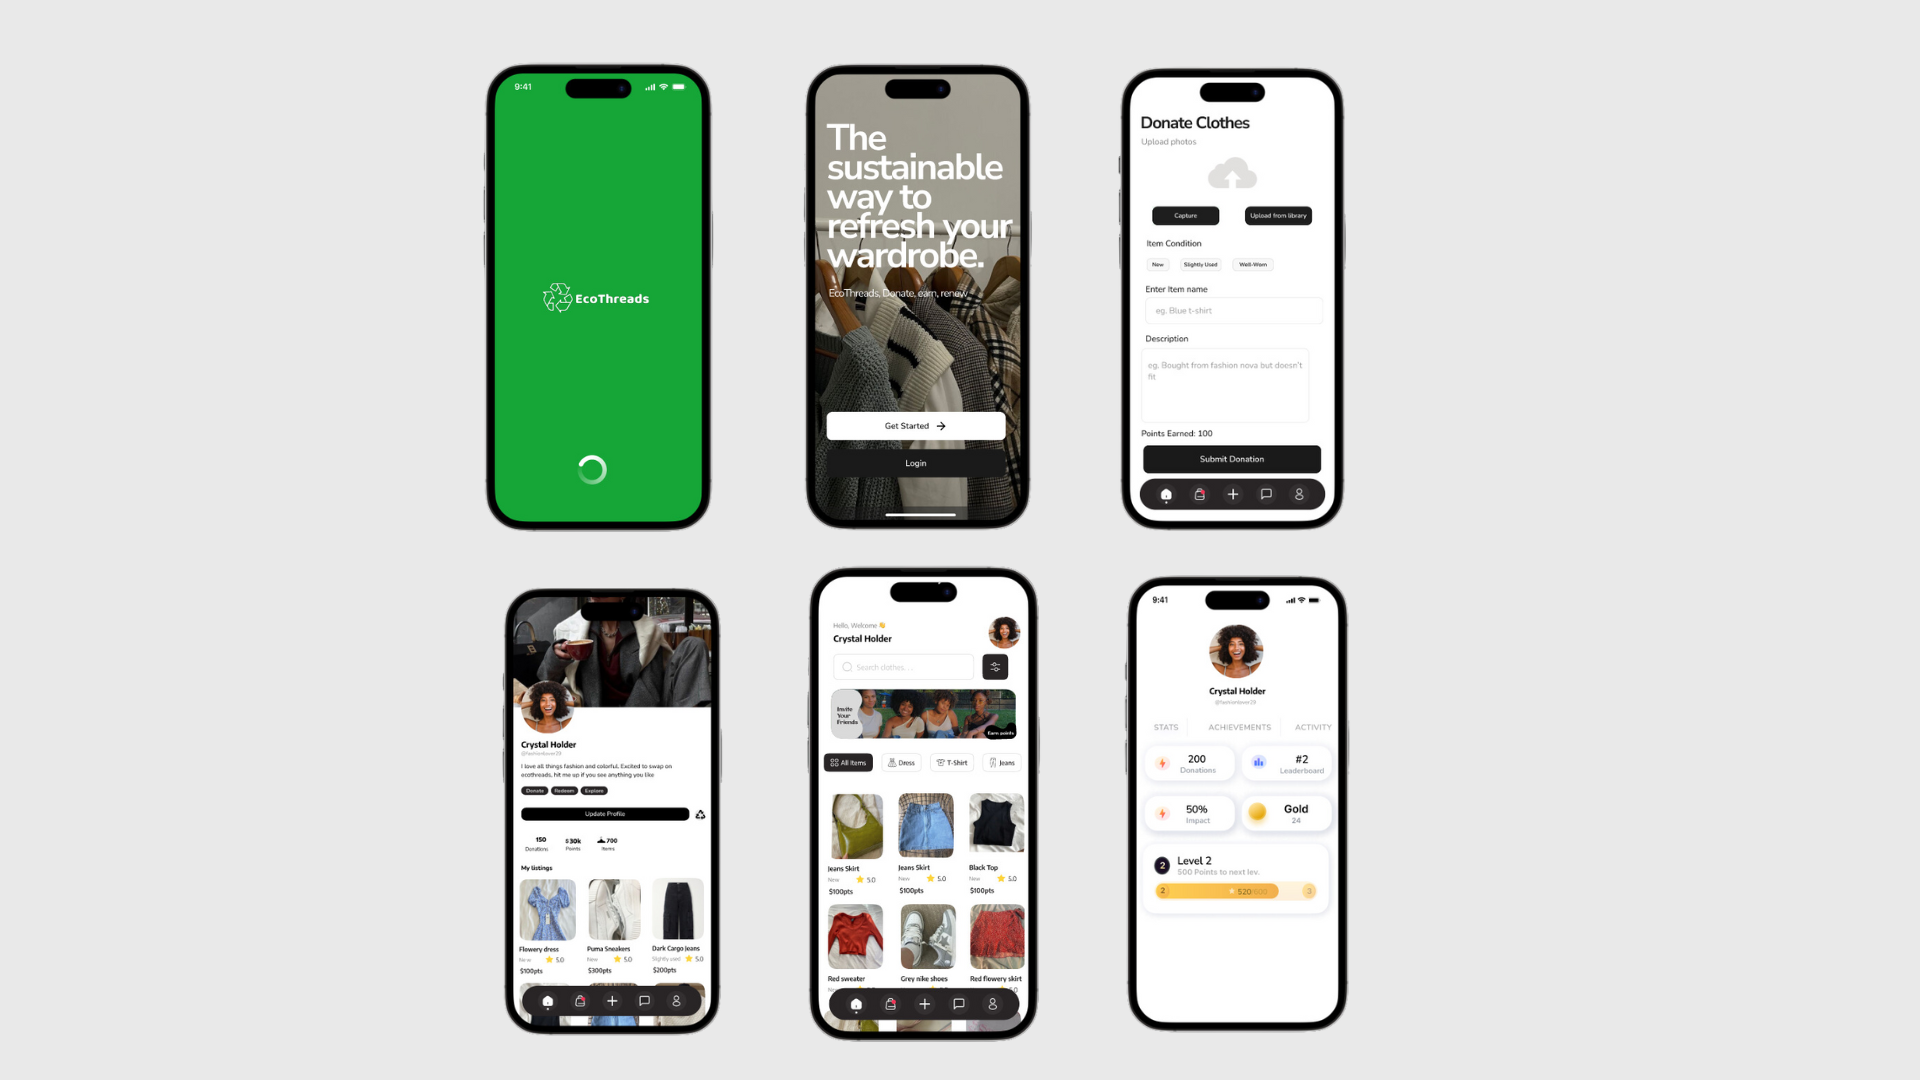 9:41
EcoThreads
The
sustainable
way to
refresh your
wardrobe.
EcoThreads, Donate, earn, renew
Get Started
Login
Donate Clothes
Upload photos
Capture
Upload from library
Item Condition
New
Slightly Used
Well-Worn
Enter Item name
eg. Blue t-shirt
Description
eg. Bought from fashion nova but doesn't
fit
Points Earned: 100
Submit Donation
Crystal Holder
@fashionlover29
I love all things fashion and colorful. Excited to swap on
ecothreads, hit me up if you see anything you like
Donate
Redeem
Explore
Update Profile
150
Donations
$30k
Points
700
Items
My listings
Flowery dress
New
5.0
$100pts
Puma Sneakers
New
5.0
$300pts
Dark Cargo Jeans
Slightly used
5.0
$200pts
Hello, Welcome 👋
Crystal Holder
Search clothes. . .
Invite
Your
Friends
Earn points
All Items
Dress
T-Shirt
Jeans
Jeans Skirt
New
5.0
$100pts
Jeans Skirt
New
5.0
$100pts
Black Top
New
5.0
$100pts
Red sweater
Grey nike shoes
Red flowery skirt
9:41
Crystal Holder
@fashionlover29
STATS
ACHIEVEMENTS
ACTIVITY
200
Donations
#2
Leaderboard
50%
Impact
Gold
24
2
Level 2
500 Points to next lev.
2
520/600
3